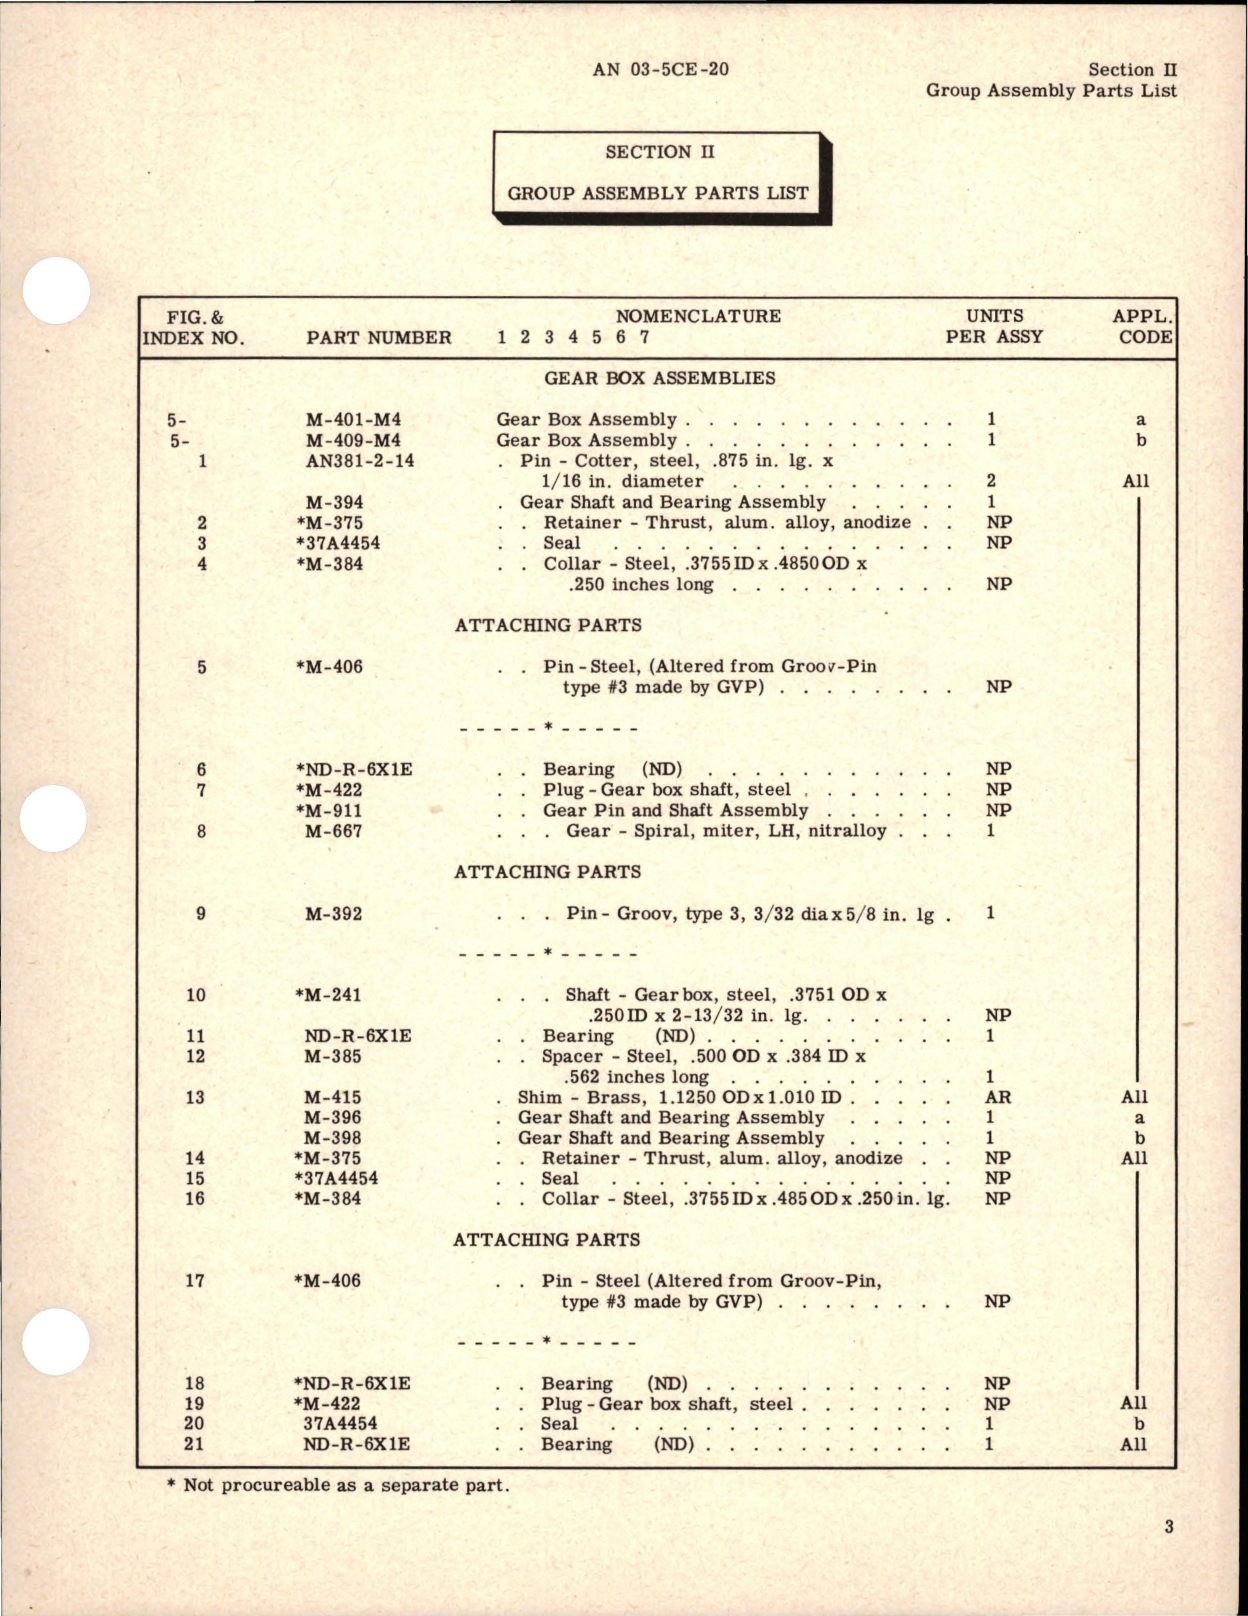 AN 03-5CE-20
Section II
Group Assembly Parts List
SECTION II
GROUP ASSEMBLY PARTS LIST
FIG. & NOMENCLATURE UNITS APPL.
INDEX NO. PART NUMBER 1 2 3 4 5 6 7 PER ASSY CODE
GEAR BOX ASSEMBLIES
5- M-401-M4 Gear Box Assembly . . . . . . . . . . . . 1 a
5- M-409-M4 Gear Box Assembly . . . . . . . . . . . . 1 b
1 AN381-2-14 . Pin - Cotter, steel, .875 in. lg. x
1/16 in. diameter . . . . . . . . . . 2 All
M-394 . Gear Shaft and Bearing Assembly . . . . . 1
2 *M-375 . . Retainer - Thrust, alum. alloy, anodize . . NP
3 *37A4454 . . Seal . . . . . . . . . . . . . . . NP
4 *M-384 . . Collar - Steel, .3755 ID x .4850 OD x
.250 inches long . . . . . . . . . . NP
ATTACHING PARTS
5 *M-406 . . Pin - Steel, (Altered from Groov-Pin
type #3 made by GVP) . . . . . . . . NP
- - - - - * - - - - -
6 *ND-R-6X1E . . Bearing (ND) . . . . . . . . . . . NP
7 *M-422 . . Plug - Gear box shaft, steel . . . . . . . NP
*M-911 . . Gear Pin and Shaft Assembly . . . . . . NP
8 M-667 . . . Gear - Spiral, miter, LH, nitralloy . . . 1
ATTACHING PARTS
9 M-392 . . . Pin - Groov, type 3, 3/32 dia x 5/8 in. lg . 1
- - - - - * - - - - -
10 *M-241 . . . Shaft - Gear box, steel, .3751 OD x
.250 ID x 2-13/32 in. lg. . . . . . . NP
11 ND-R-6X1E . . Bearing (ND) . . . . . . . . . . . 1
12 M-385 . . Spacer - Steel, .500 OD x .384 ID x
.562 inches long . . . . . . . . . . 1
13 M-415 . Shim - Brass, 1.1250 OD x 1.010 ID . . . . . AR All
M-396 . Gear Shaft and Bearing Assembly . . . . . 1 a
M-398 . Gear Shaft and Bearing Assembly . . . . . 1 b
14 *M-375 . . Retainer - Thrust, alum. alloy, anodize . . NP All
15 *37A4454 . . Seal . . . . . . . . . . . . . . . NP
16 *M-384 . . Collar - Steel, .3755 ID x .485 OD x .250 in. lg. NP
ATTACHING PARTS
17 *M-406 . . Pin - Steel (Altered from Groov-Pin,
type #3 made by GVP) . . . . . . . . NP
- - - - - * - - - - -
18 *ND-R-6X1E . . Bearing (ND) . . . . . . . . . . . NP
19 *M-422 . . Plug - Gear box shaft, steel . . . . . . . NP All
20 37A4454 . . Seal . . . . . . . . . . . . . . . 1 b
21 ND-R-6X1E . . Bearing (ND) . . . . . . . . . . . 1 All
* Not procureable as a separate part.
3